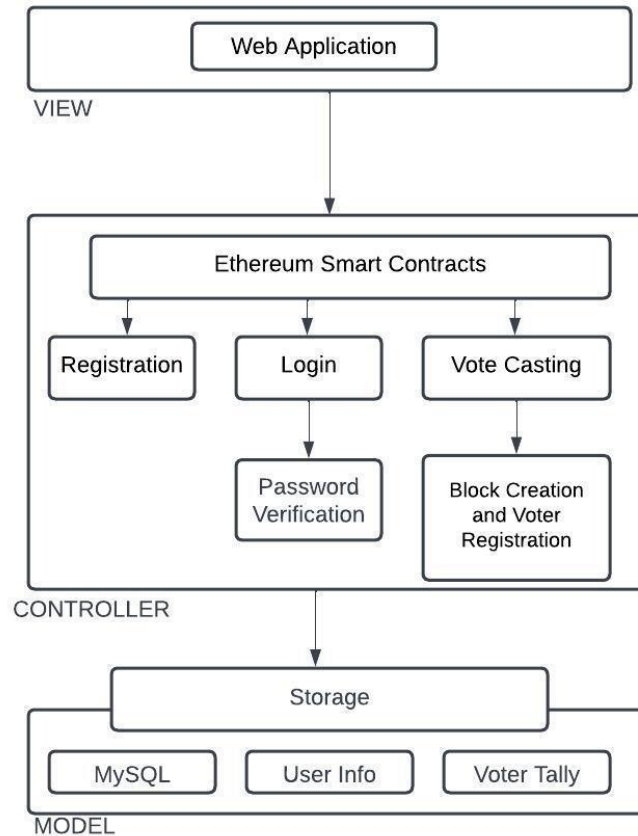 Web Application
VIEW
Ethereum Smart Contracts
Registration
Login
Vote Casting
Password
Verification
Block Creation
and Voter
Registration
CONTROLLER
Storage
MySQL
User Info
Voter Tally
MODEL